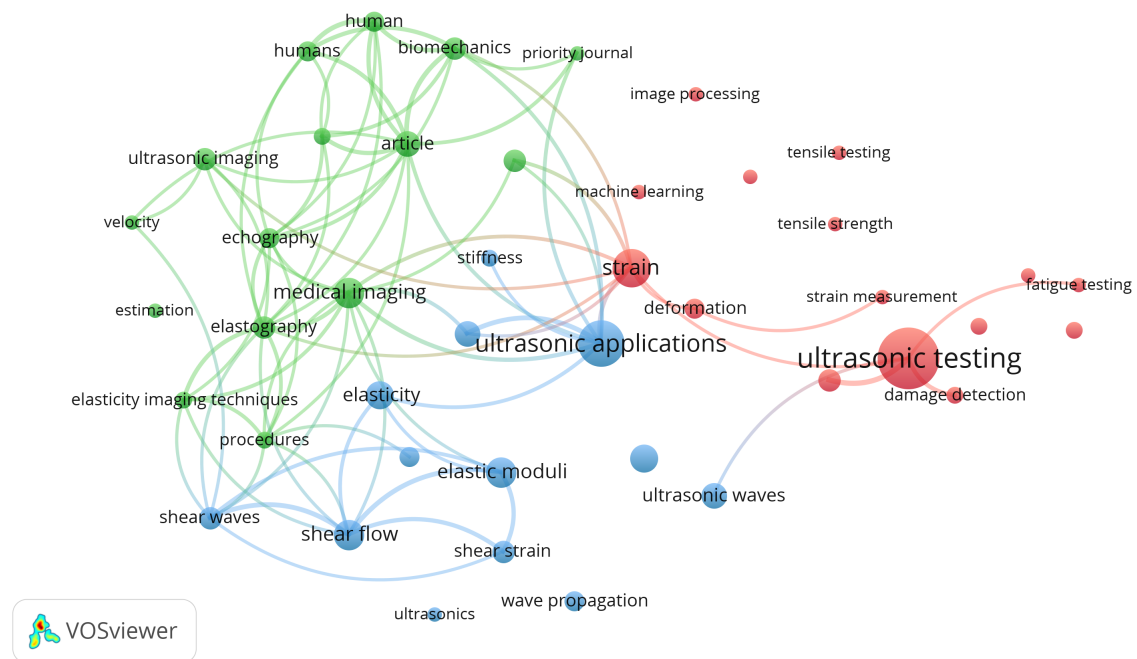 human
humans
biomechanics
priority journal
image processing
article
tensile testing
ultrasonic imaging
machine learning
velocity
tensile strength
echography
stiffness
strain
fatigue testing
medical imaging
strain measurement
estimation
deformation
elastography
ultrasonic applications
ultrasonic testing
elasticity
damage detection
elasticity imaging techniques
procedures
elastic moduli
ultrasonic waves
shear waves
shear flow
shear strain
wave propagation
ultrasonics
VOSviewer